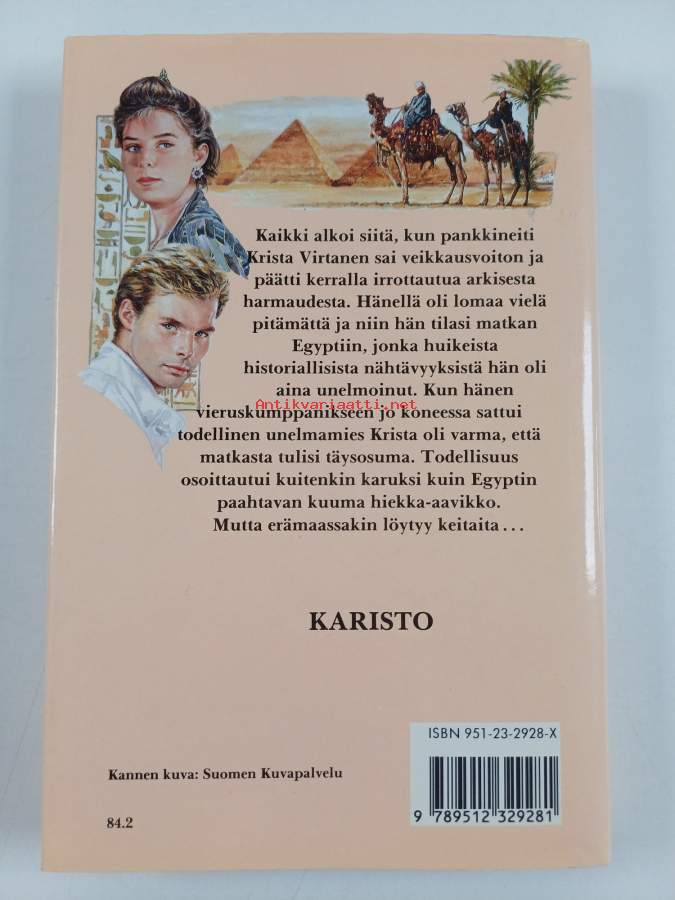 Kaikki alkoi siitä, kun pankkineiti
Krista Virtanen sai veikkausvoiton ja
päätti kerralla irrottautua arkisesta
harmaudesta. Hänellä oli lomaa vielä
pitämättä ja niin hän tilasi matkan
Egyptiin, jonka huikeista
historiallisista nähtävyyksistä hän oli
aina unelmoinut. Kun hänen
Antikvariaatti.net
vieruskumppanikseen jo koneessa sattui
todellinen unelmamies Krista oli varma, että
matkasta tulisi täysosuma. Todellisuus
osoittautui kuitenkin karuksi kuin Egyptin
paahtavan kuuma hiekka-aavikko.
Mutta erämaassakin löytyy keitaita...
KARISTO
ISBN 951-23-2928-X
Kannen kuva: Suomen Kuvapalvelu
84.2
9 789512 329281